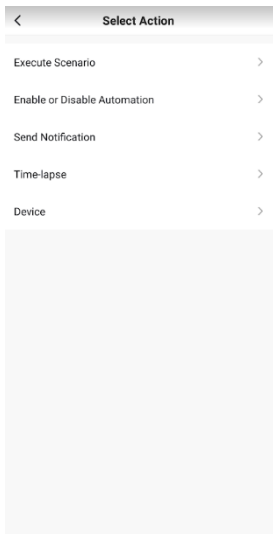 Select Action
Execute Scenario
Enable or Disable Automation
Send Notification
Time-lapse
Device